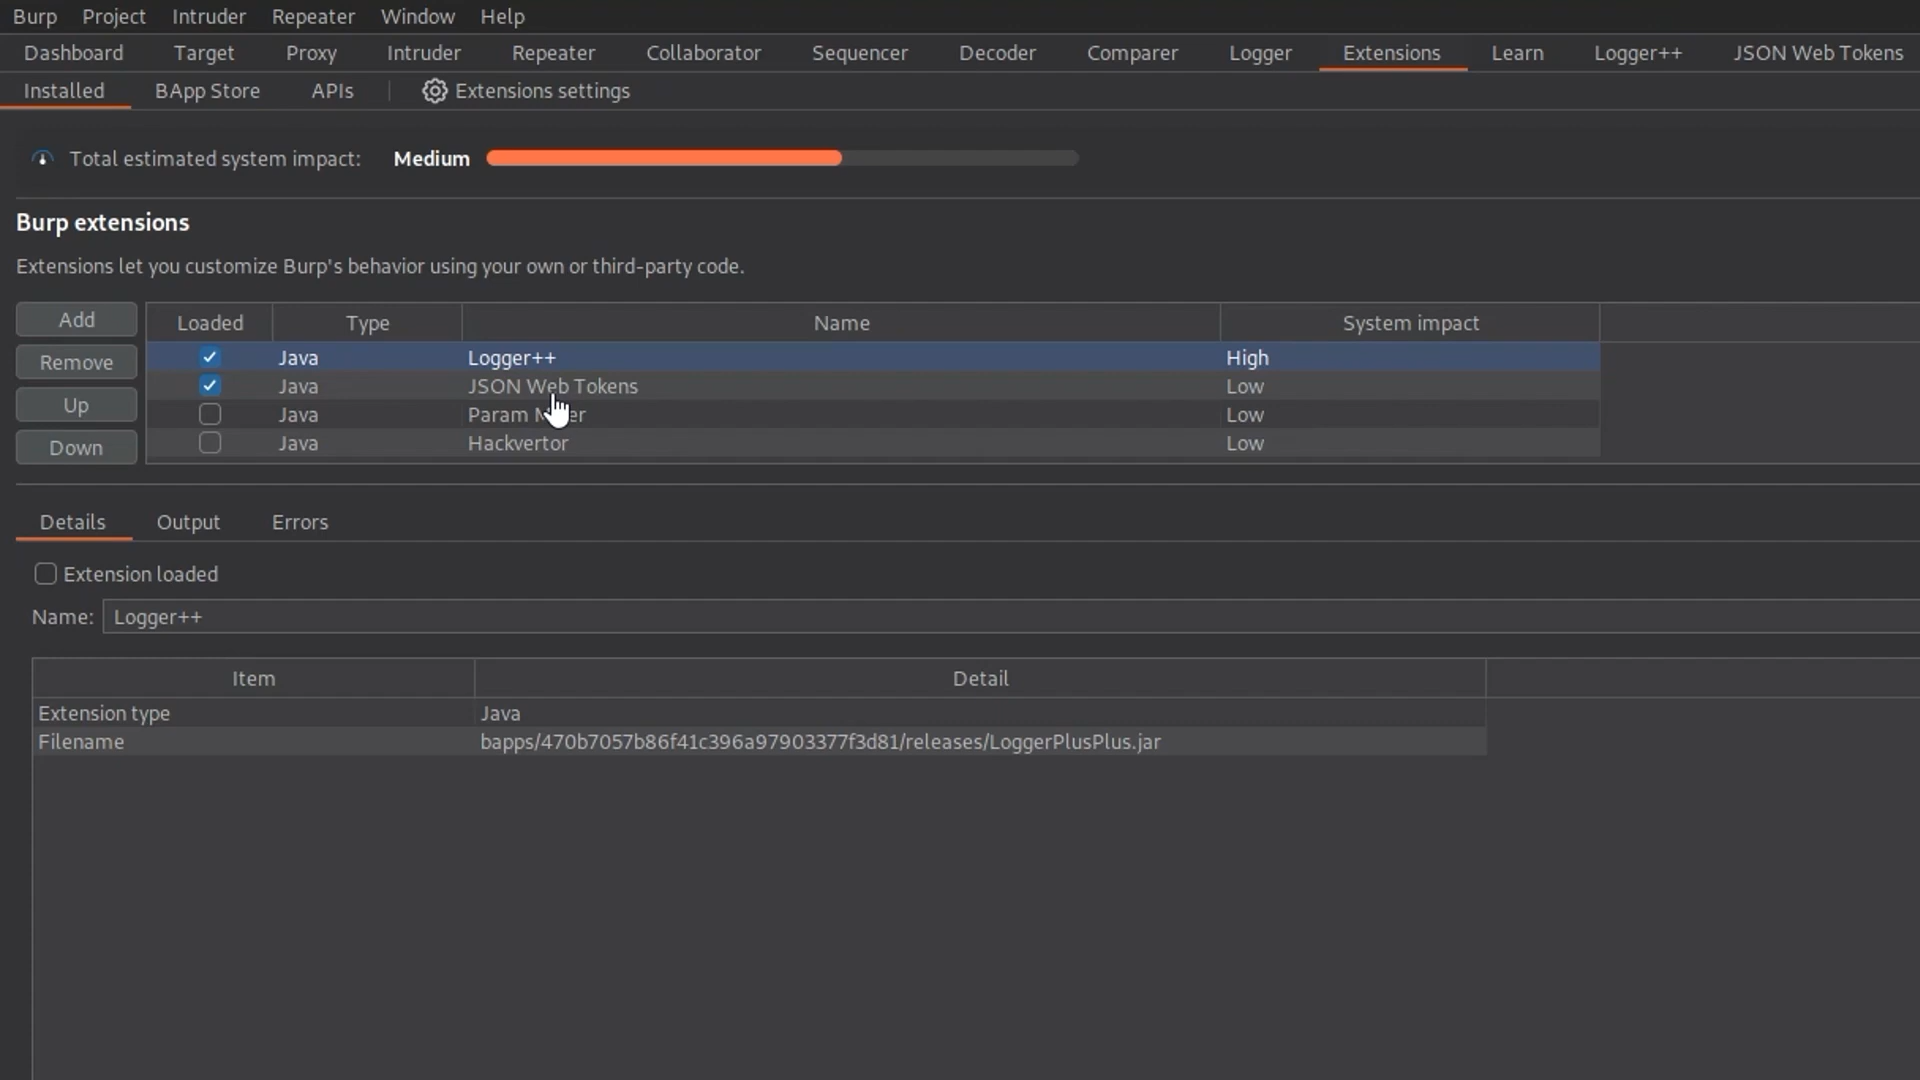 Burp Project Intruder Repeater Window Help
Dashboard Target Proxy Intruder Repeater Collaborator Sequencer Decoder Comparer Logger Extensions Learn Logger++ JSON Web Tokens
Installed BApp Store APIs Extensions settings
Total estimated system impact: Medium
Burp extensions
Extensions let you customize Burp's behavior using your own or third-party code.
Add
Remove
Up
Down
Loaded Type Name System impact
Java Logger++ High
Java JSON Web Tokens Low
Java Param Low
Java Hackvertor Low
Details Output Errors
Extension loaded
Name: Logger++
Item Detail
Extension type Java
Filename bapps/470b7057b86f41c396a97903377f3d81/releases/LoggerPlusPlus.jar